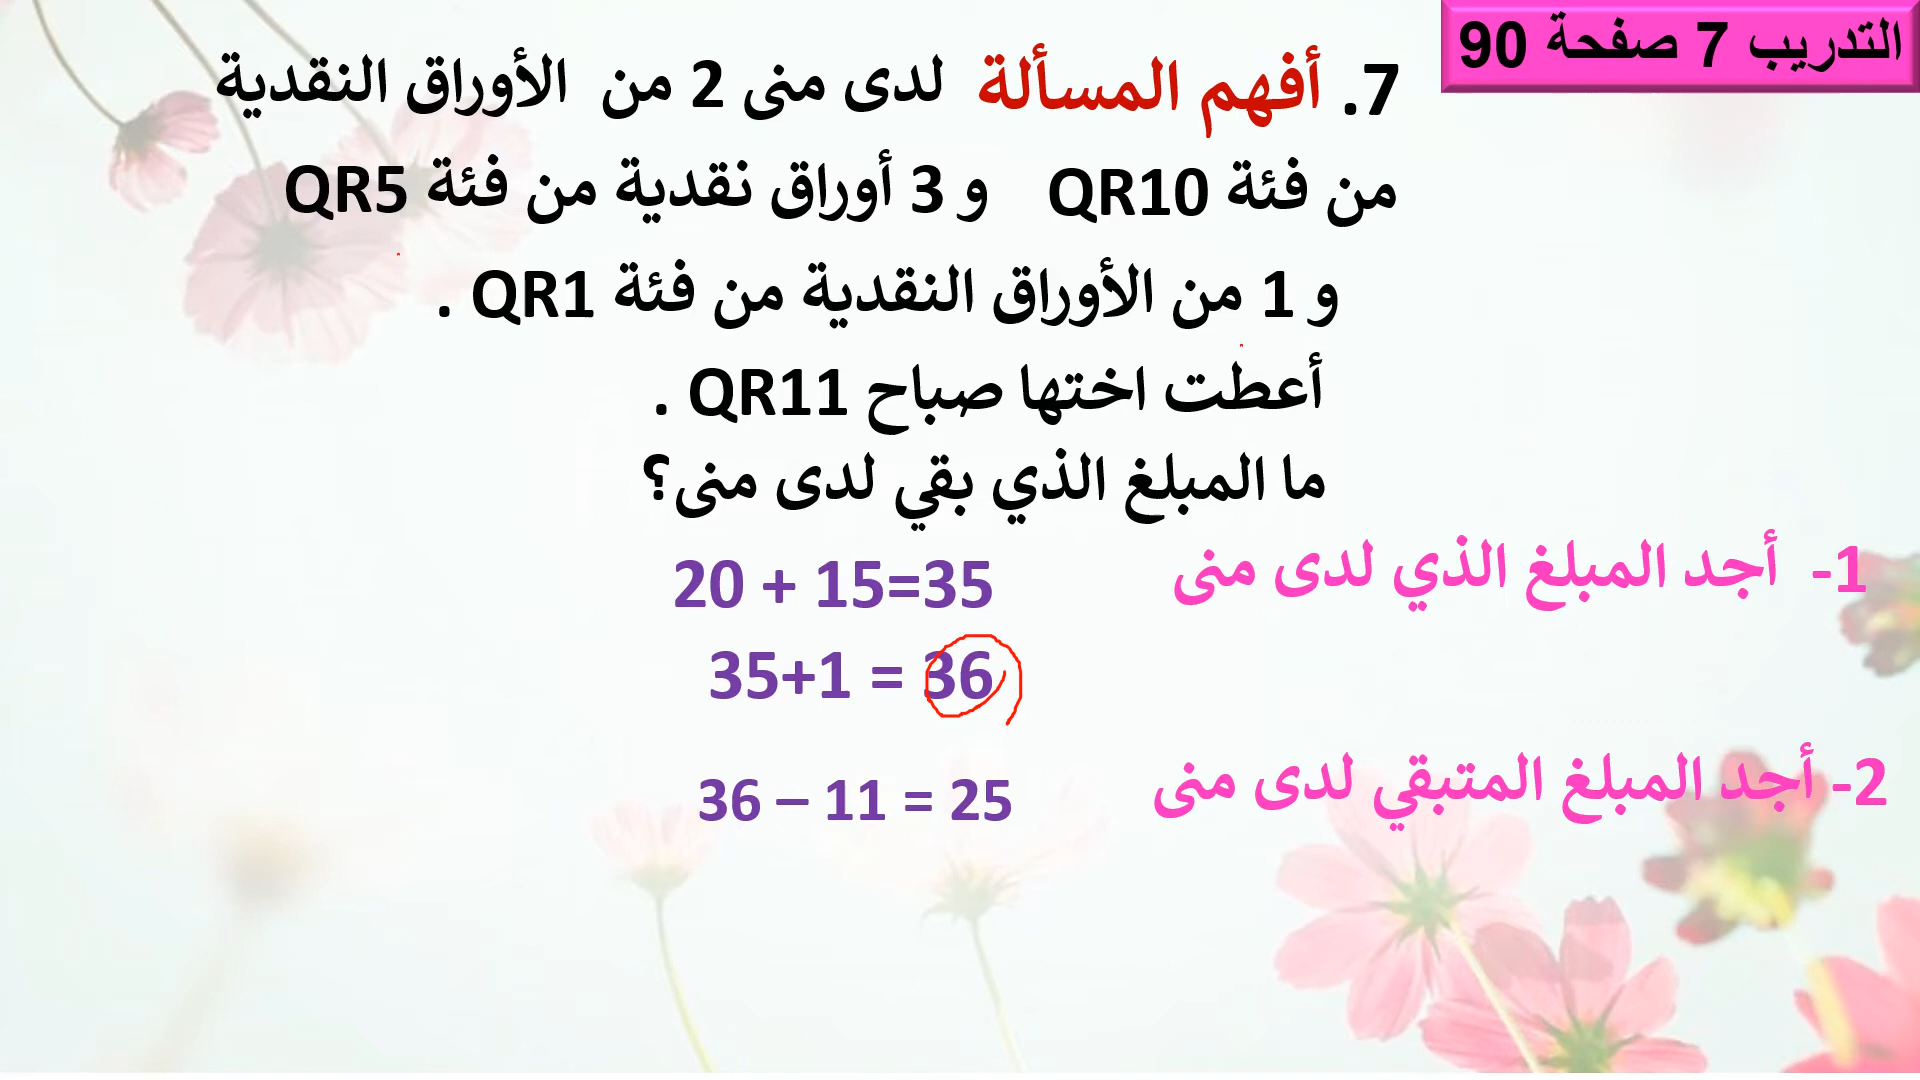 التدريب 7 صفحة 90
7. أفهم المسألة لدى منى 2 من الأوراق النقدية
من فئة QR10 و 3 أوراق نقدية من فئة QR5
و 1 من الأوراق النقدية من فئة QR1 .
أعطت اختها صباح QR11 .
ما المبلغ الذي بقي لدى منى؟
1- أجد المبلغ الذي لدى منى
20 + 15=35
35+1 = 36
2- أجد المبلغ المتبقي لدى منى
36 – 11 = 25